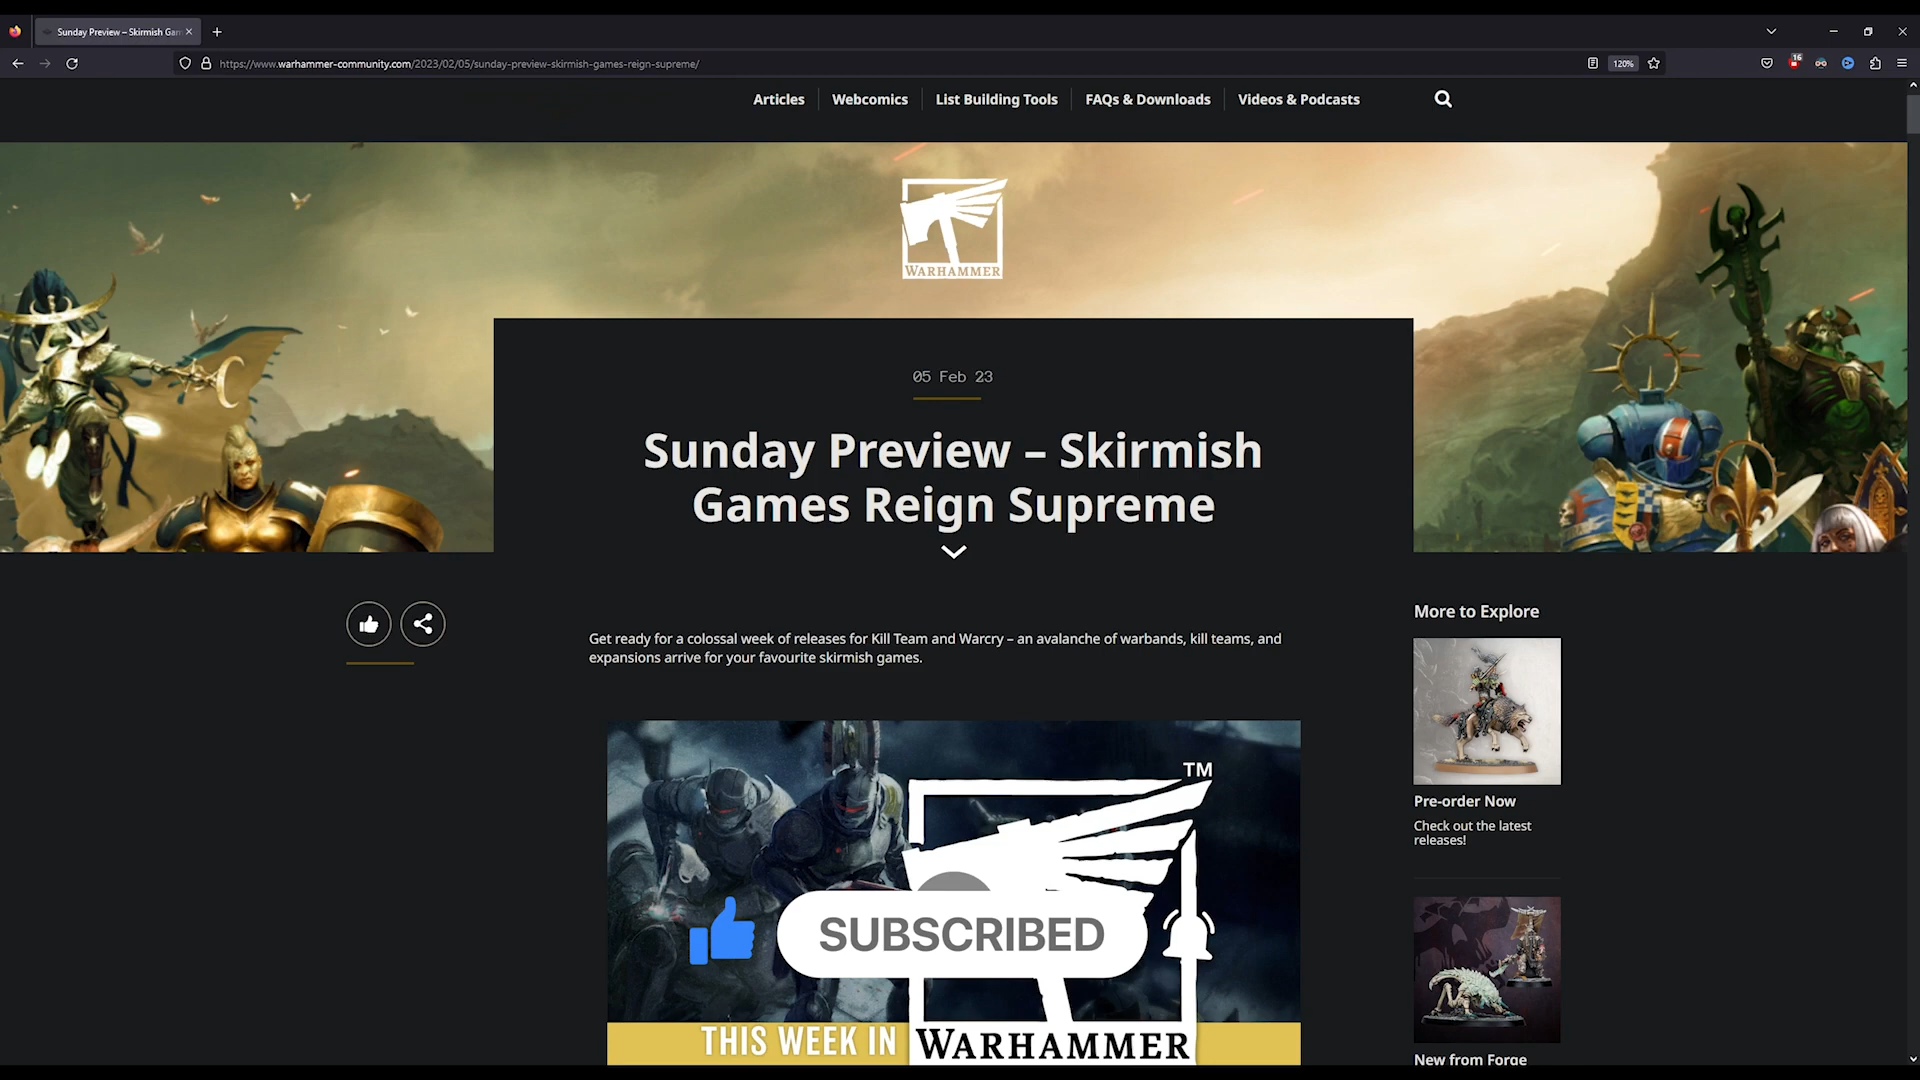 Sunday Preview – Skirmish Gam
https://www.warhammer-community.com/2023/02/05/sunday-preview-skirmish-games-reign-supreme/
120%
16
Articles
Webcomics
List Building Tools
FAQs & Downloads
Videos & Podcasts
WARHAMMER
05 Feb 23
Sunday Preview – Skirmish
Games Reign Supreme
Get ready for a colossal week of releases for Kill Team and Warcry – an avalanche of warbands, kill teams, and
expansions arrive for your favourite skirmish games.
More to Explore
Pre-order Now
Check out the latest
releases!
TM
SUBSCRIBED
THIS WEEK IN WARHAMMER
New from Forge